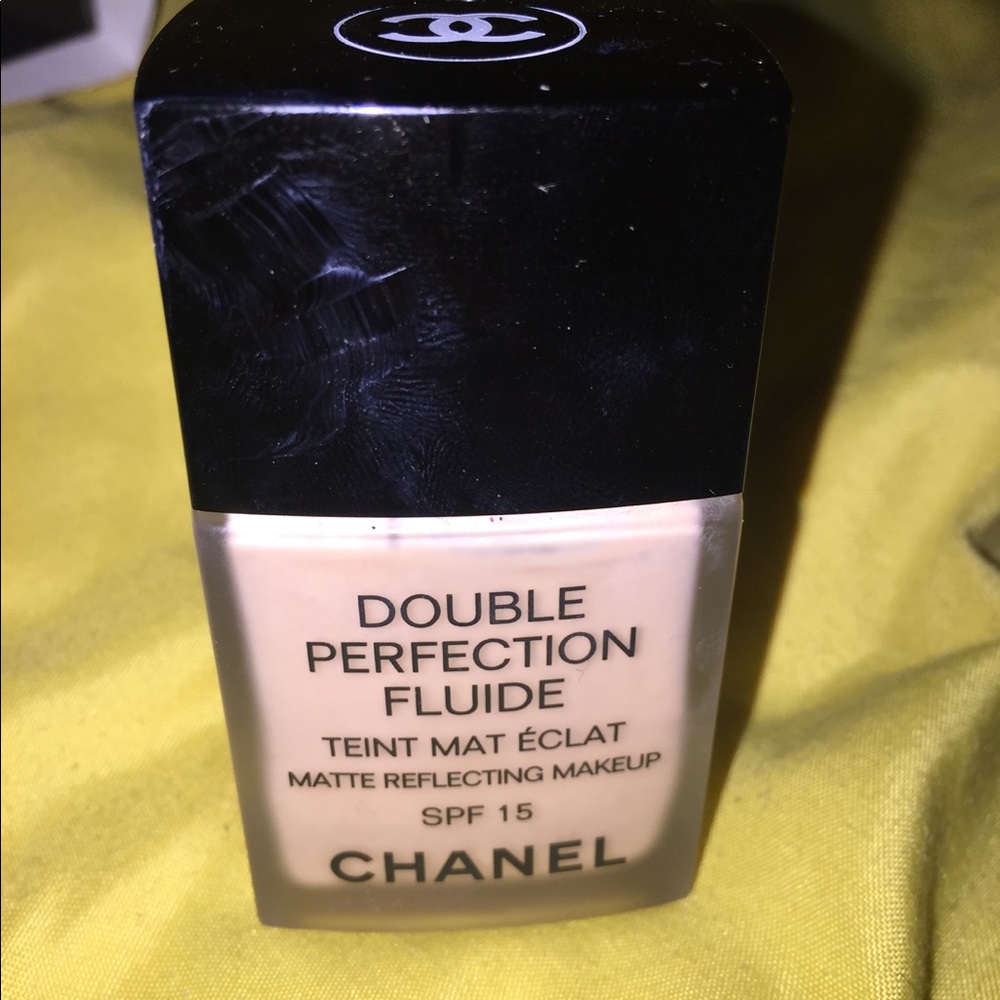 DOUBLE
PERFECTION
FLUIDE
TEINT MAT ÉCLAT
MATTE REFLECTING MAKEUP
SPF 15
CHANEL